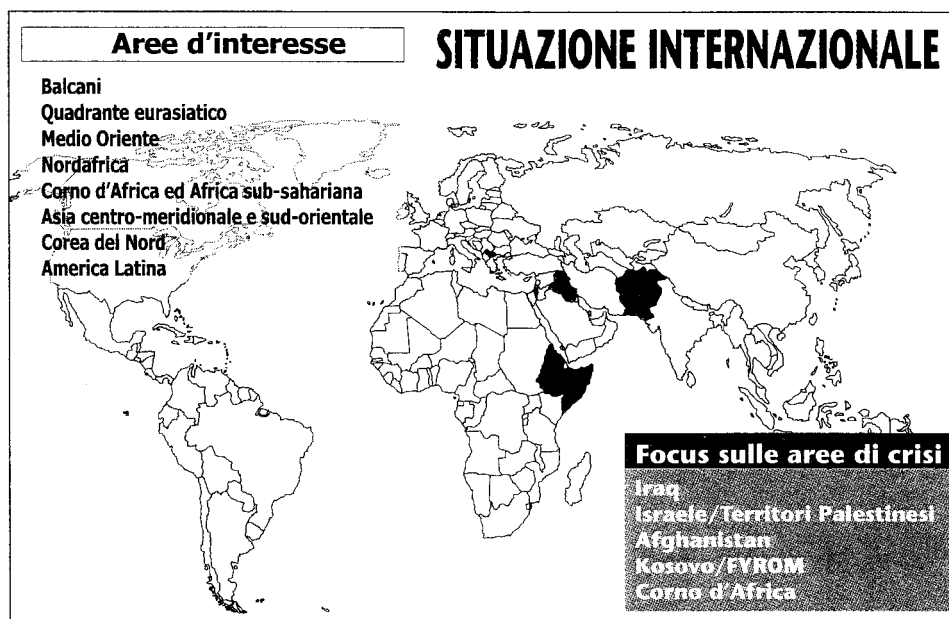 Aree d'interesse
SITUAZIONE INTERNAZIONALE
Balcani
Quadrante eurasiatico
Medio Oriente
Nordafrica
Corno d'Africa ed Africa sub-sahariana
Asia centro-meridionale e sud-orientale
Corea del Nord
America Latina
Focus sulle aree di crisi
Iraq
Israele/Territori Palestinesi
Afghanistan
Kosovo/FYROM
Corno d'Africa